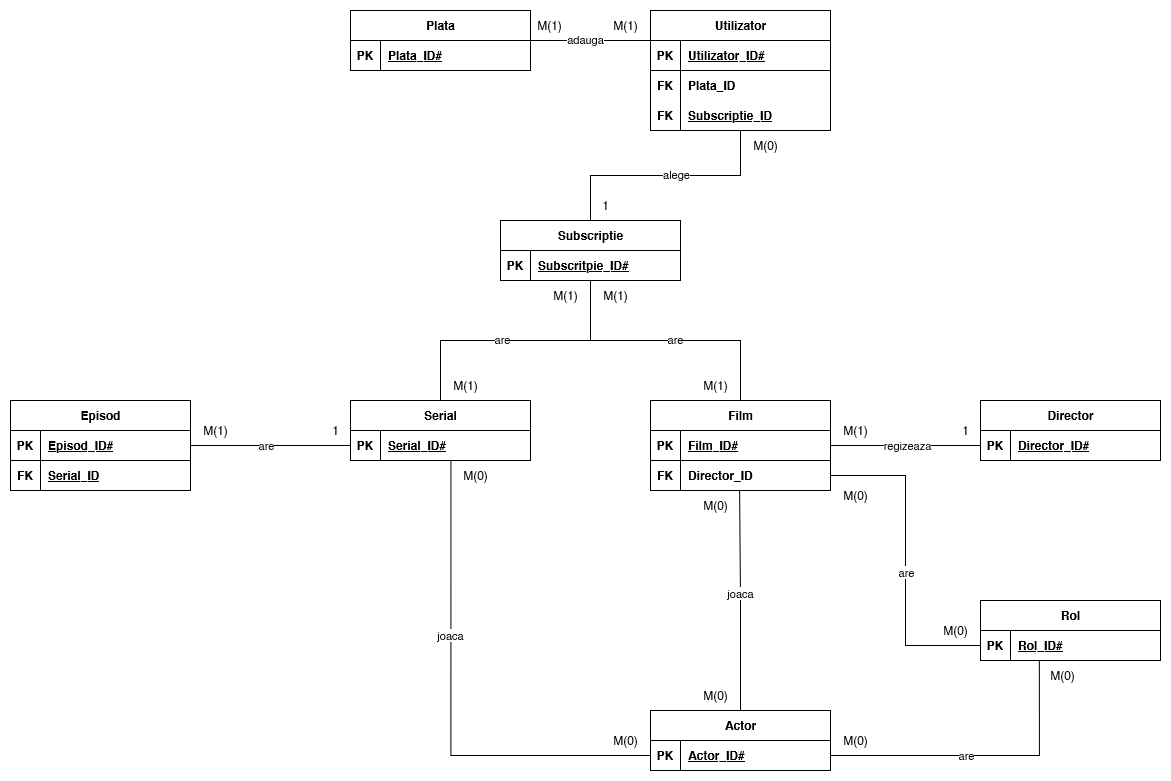 Plata
PK Plata_ID#
M(1)
adauga
M(1)
Utilizator
PK Utilizator_ID#
FK Plata_ID
FK Subscriptie_ID
M(0)
alege
1
Subscriptie
PK Subscritpie_ID#
M(1)
M(1)
are
are
M(1)
M(1)
Episod
PK Episod_ID#
FK Serial_ID
M(1)
are
1
Serial
PK Serial_ID#
M(0)
Film
PK Film_ID#
FK Director_ID
M(1)
regizeaza
1
Director
PK Director_ID#
M(0)
M(0)
are
M(0)
Rol
PK Rol_ID#
M(0)
joaca
joaca
M(0)
M(0)
Actor
PK Actor_ID#
M(0)
are